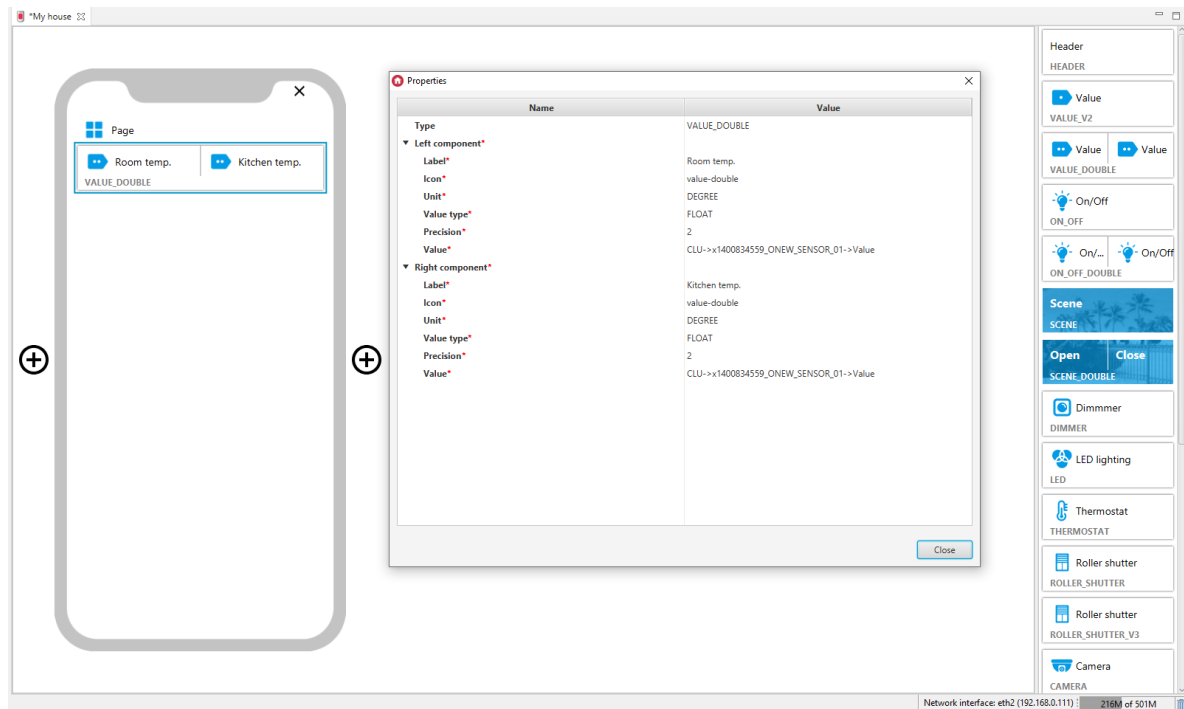 *My house
Page
Room temp.
Kitchen temp.
VALUE_DOUBLE
Properties
Name Value
Type VALUE_DOUBLE
Left component*
Label* Room temp.
Icon* value-double
Unit* DEGREE
Value type* FLOAT
Precision* 2
Value* CLU->x1400834559_ONEW_SENSOR_01->Value
Right component*
Label* Kitchen temp.
Icon* value-double
Unit* DEGREE
Value type* FLOAT
Precision* 2
Value* CLU->x1400834559_ONEW_SENSOR_01->Value
Close
Header
HEADER
Value
VALUE_V2
Value Value
VALUE_DOUBLE
On/Off
ON_OFF
On/... On/Off
ON_OFF_DOUBLE
Scene
SCENE
Open Close
SCENE_DOUBLE
Dimmmer
DIMMER
LED lighting
LED
Thermostat
THERMOSTAT
Roller shutter
ROLLER_SHUTTER
Roller shutter
ROLLER_SHUTTER_V3
Camera
CAMERA
Network interface: eth2 (192.168.0.111) 216M of 501M